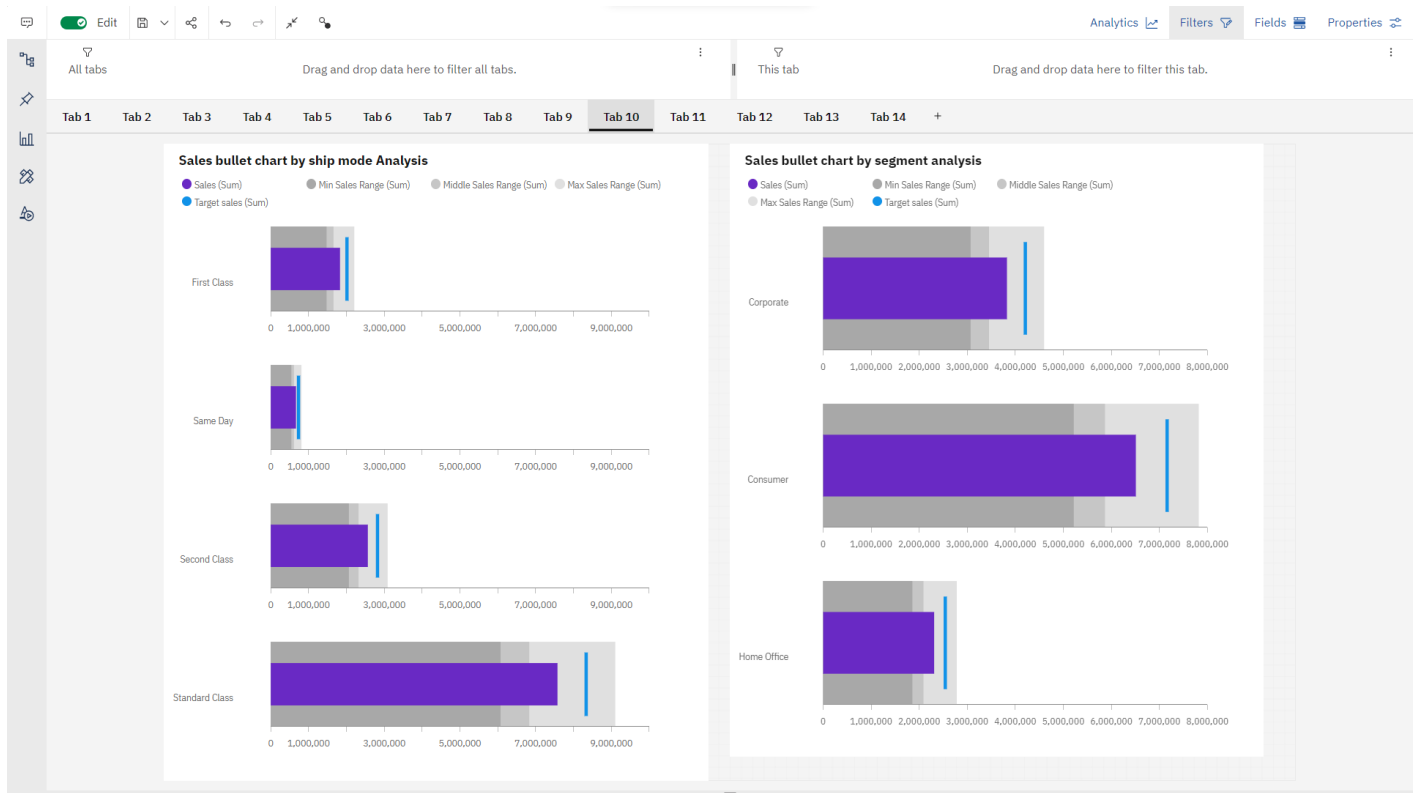 Edit
Analytics Filters Fields Properties
All tabs Drag and drop data here to filter all tabs.
This tab Drag and drop data here to filter this tab.
Tab 1 Tab 2 Tab 3 Tab 4 Tab 5 Tab 6 Tab 7 Tab 8 Tab 9 Tab 10 Tab 11 Tab 12 Tab 13 Tab 14 +
Sales bullet chart by ship mode Analysis
Sales (Sum) Min Sales Range (Sum) Middle Sales Range (Sum) Max Sales Range (Sum)
Target sales (Sum)
First Class
0 1,000,000 3,000,000 5,000,000 7,000,000 9,000,000
Same Day
0 1,000,000 3,000,000 5,000,000 7,000,000 9,000,000
Second Class
0 1,000,000 3,000,000 5,000,000 7,000,000 9,000,000
Standard Class
0 1,000,000 3,000,000 5,000,000 7,000,000 9,000,000
Sales bullet chart by segment analysis
Sales (Sum) Min Sales Range (Sum) Middle Sales Range (Sum)
Max Sales Range (Sum) Target sales (Sum)
Corporate
0 1,000,000 2,000,000 3,000,000 4,000,000 5,000,000 6,000,000 7,000,000 8,000,000
Consumer
0 1,000,000 2,000,000 3,000,000 4,000,000 5,000,000 6,000,000 7,000,000 8,000,000
Home Office
0 1,000,000 2,000,000 3,000,000 4,000,000 5,000,000 6,000,000 7,000,000 8,000,000